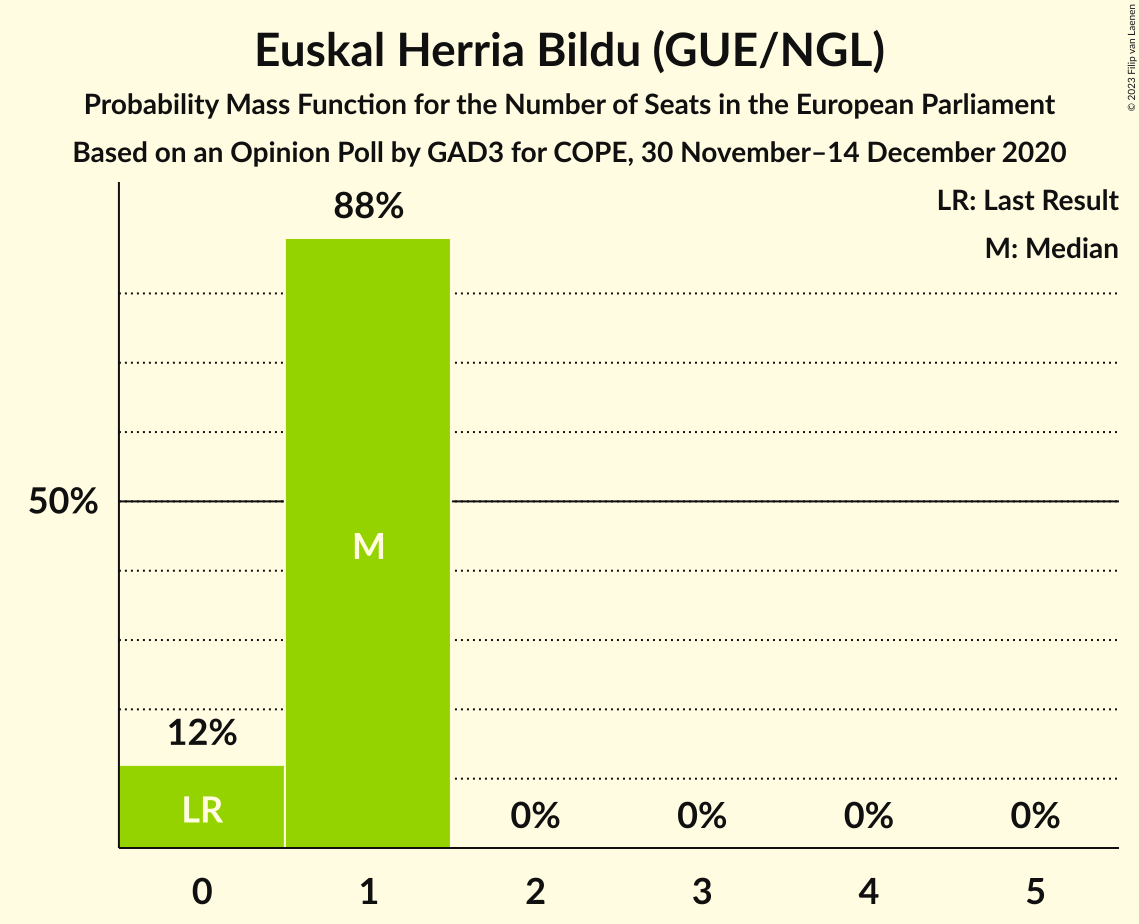 Euskal Herria Bildu (GUE/NGL)
Probability Mass Function for the Number of Seats in the European Parliament
Based on an Opinion Poll by GAD3 for COPE, 30 November–14 December 2020
© 2023 Filip van Laenen
LR: Last Result
M: Median
88%
50%
M
12%
LR
0% 0% 0% 0%
0 1 2 3 4 5